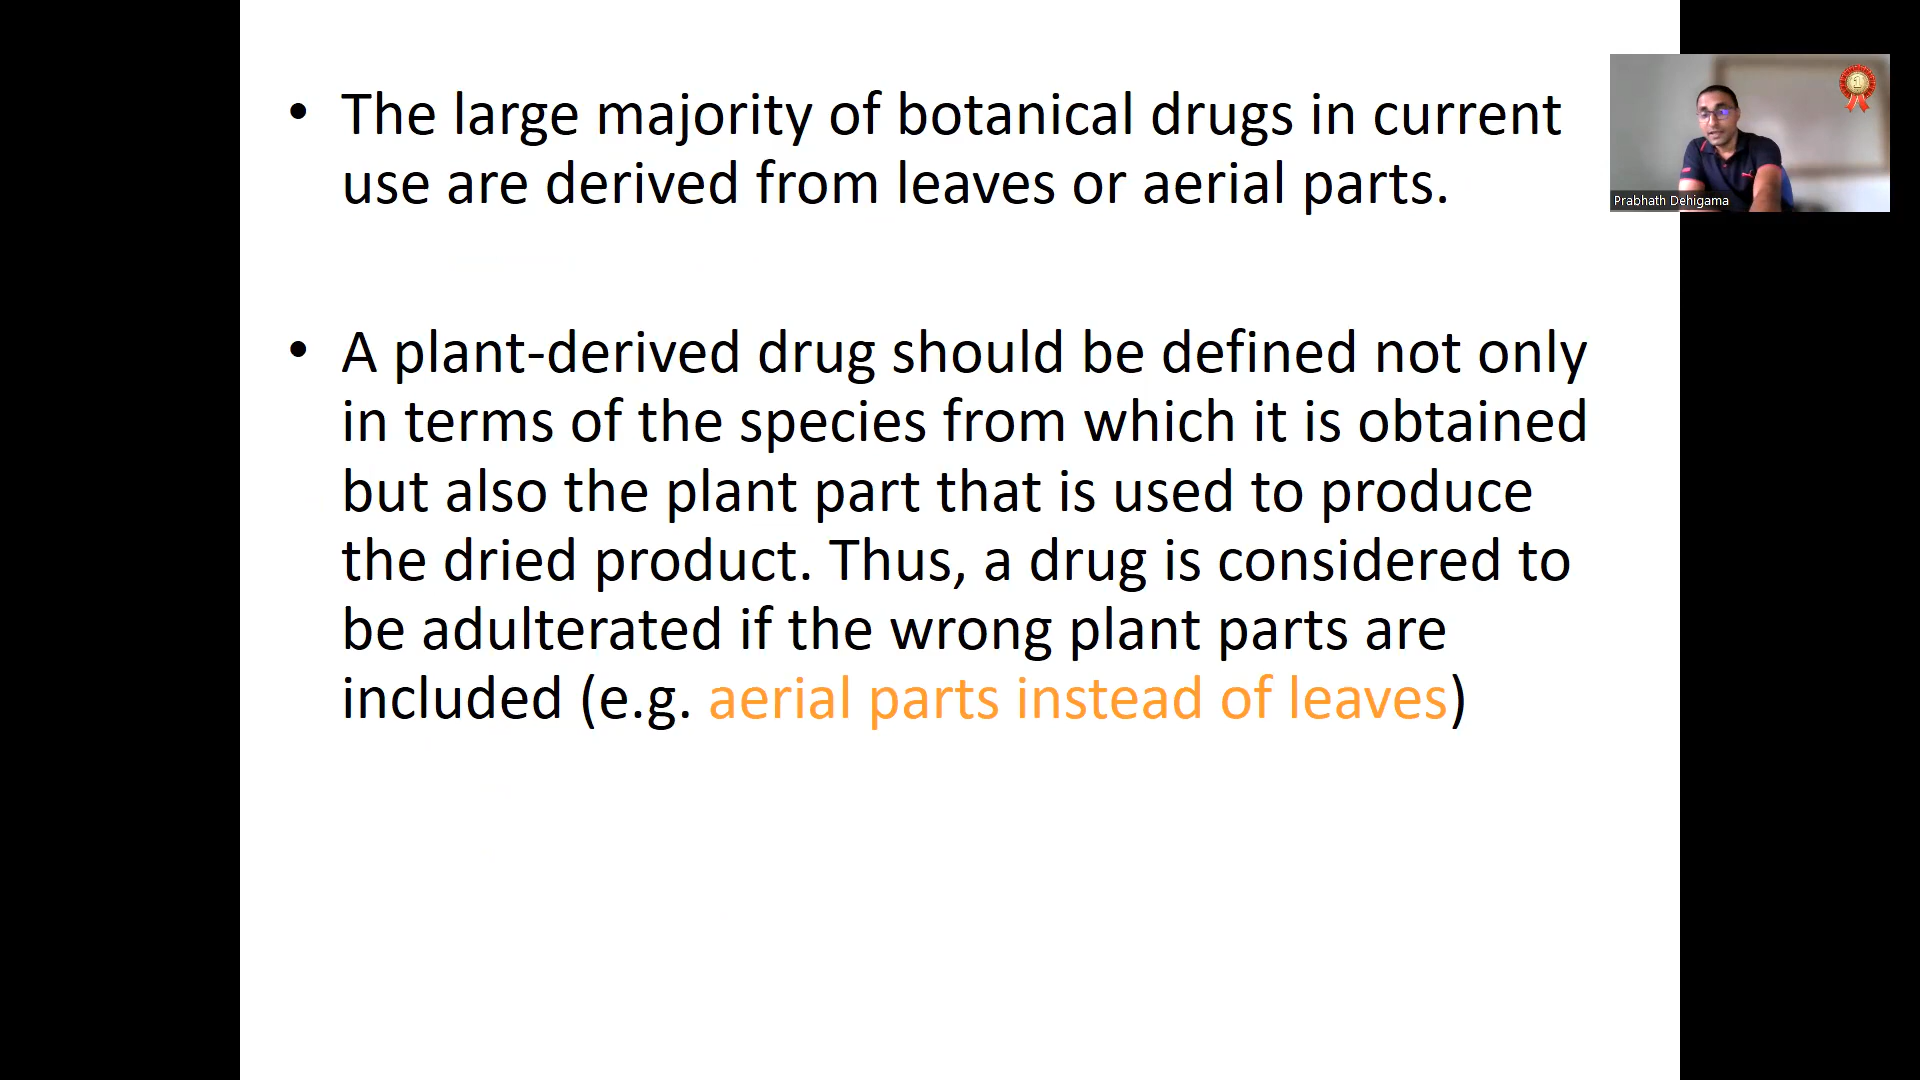 • The large majority of botanical drugs in current
use are derived from leaves or aerial parts.
• A plant-derived drug should be defined not only
in terms of the species from which it is obtained
but also the plant part that is used to produce
the dried product. Thus, a drug is considered to
be adulterated if the wrong plant parts are
included (e.g. aerial parts instead of leaves)
1
Prabhath Dehigama